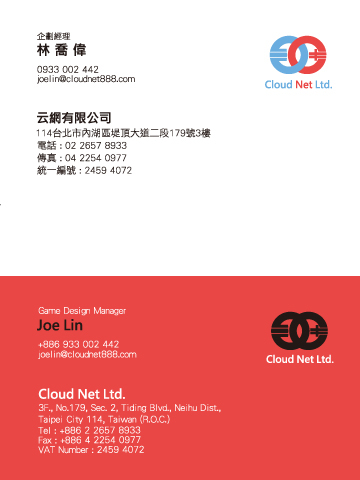 企劃經理
林喬偉
0933 002 442
joelin@cloudnet888.com
Cloud Net Ltd.
云網有限公司
114台北市內湖區堤頂大道二段179號3樓
電話 : 02 2657 8933
傳真 : 04 2254 0977
統一編號 : 2459 4072
Game Design Manager
Joe Lin
+886 933 002 442
joelin@cloudnet888.com
Cloud Net Ltd.
Cloud Net Ltd.
3F., No.179, Sec. 2, Tiding Blvd., Neihu Dist.,
Taipei City 114, Taiwan (R.O.C.)
Tel : +886 2 2657 8933
Fax : +886 4 2254 0977
VAT Number : 2459 4072